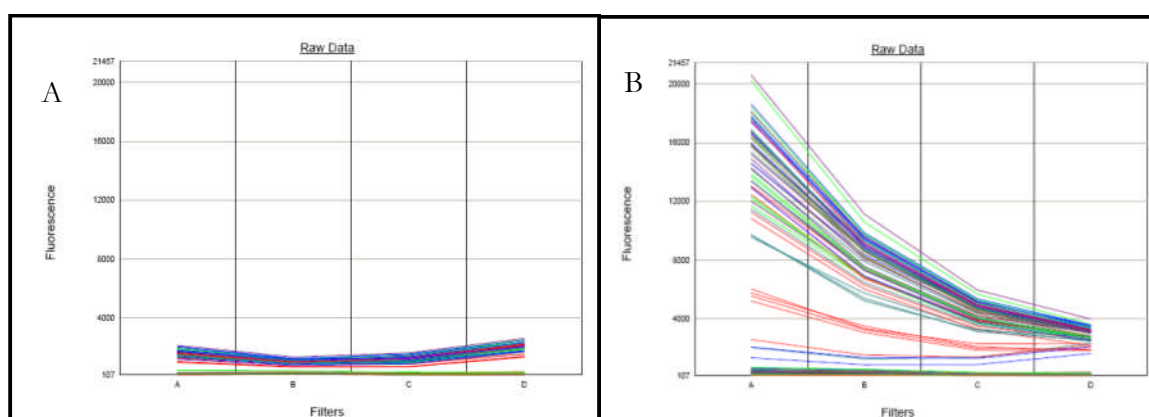 A
Raw Data
21457
20000
16000
12000
8000
4000
107
Fluorescence
A B C D
Filters
B
Raw Data
21457
20000
16000
12000
8000
4000
107
Fluorescence
A B C D
Filters